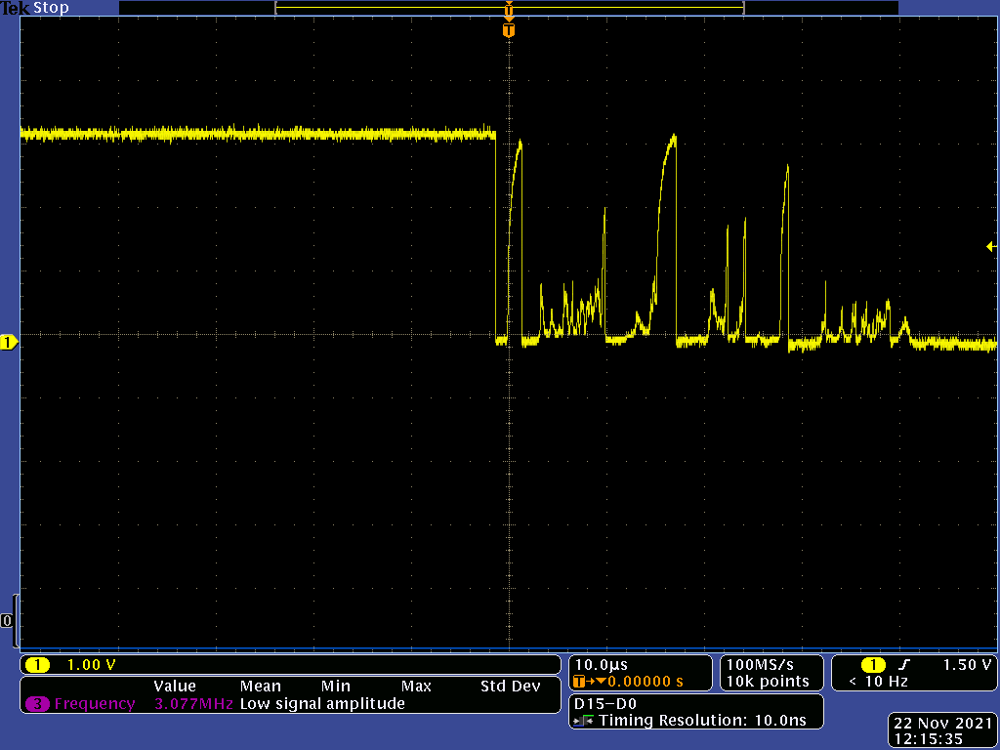 Tek Stop
T
T
1
0
1 1.00 V
Value Mean Min Max Std Dev
3 Frequency 3.077MHz Low signal amplitude
10.0µs
T→▼0.00000 s
100MS/s
10k points
1 1.50 V
< 10 Hz
D15-D0
Timing Resolution: 10.0ns
22 Nov 2021
12:15:35